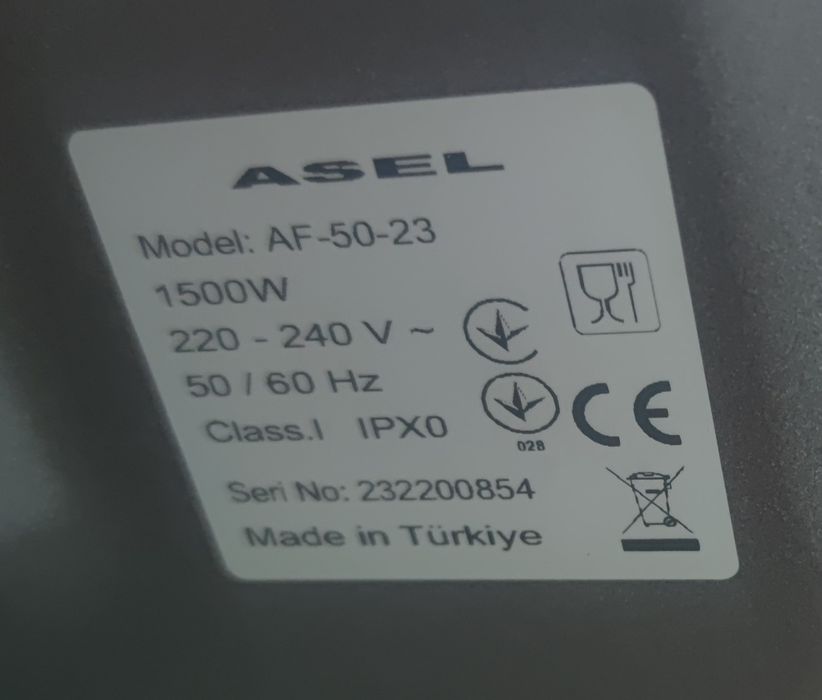 ASEL
Model: AF-50-23
1500W
220 - 240 V ~
50 / 60 Hz
Class.I IPX0
028
CE
Seri No: 232200854
Made in Türkiye